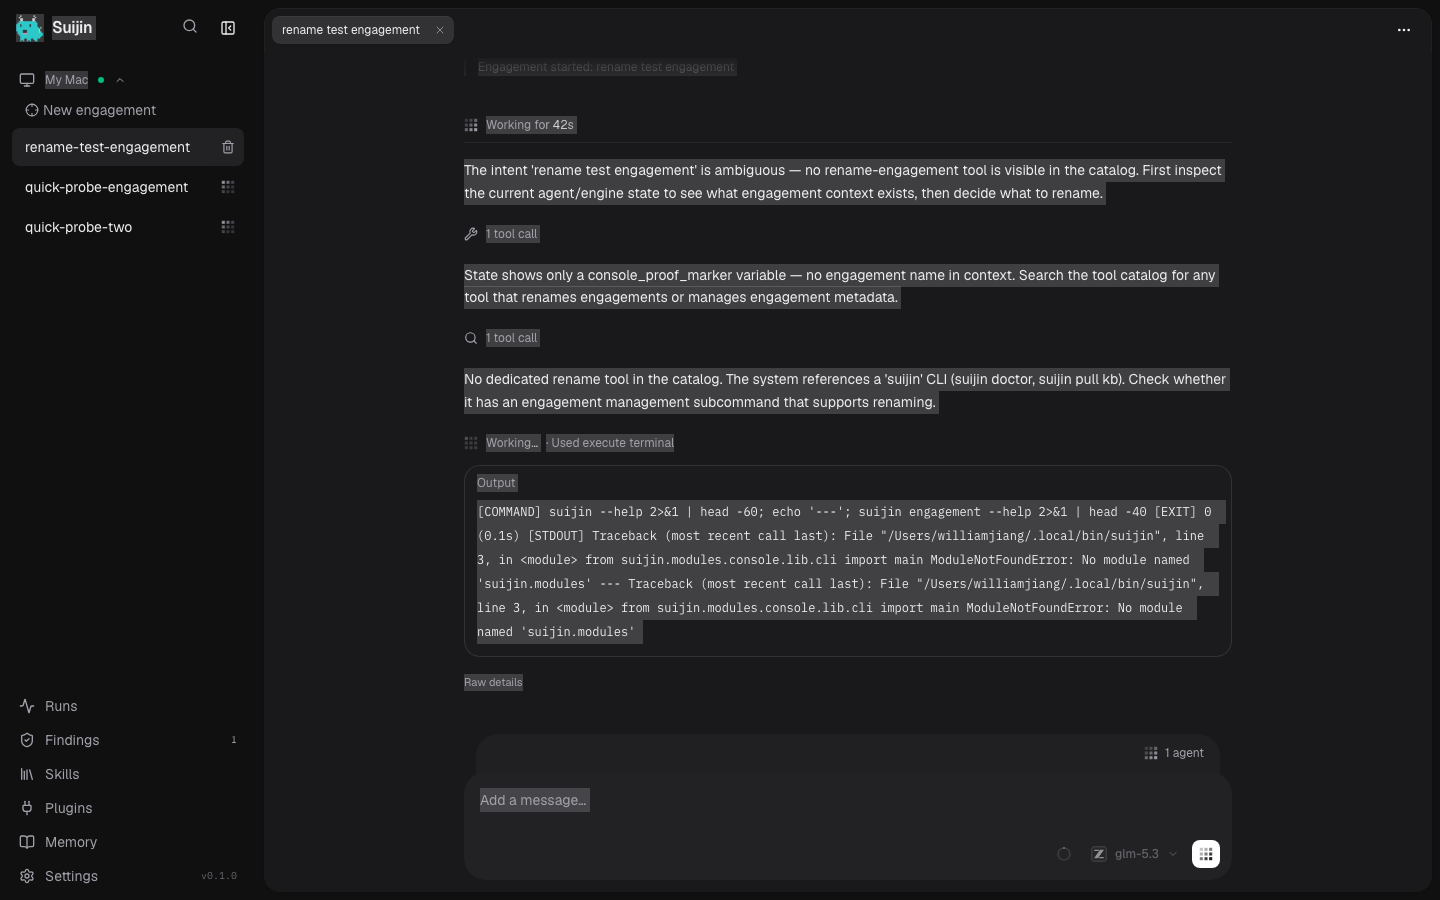 Suijin
My Mac
New engagement
rename-test-engagement
quick-probe-engagement
quick-probe-two
Runs
Findings 1
Skills
Plugins
Memory
Settings v0.1.0
rename test engagement
Engagement started: rename test engagement
Working for 42s
The intent 'rename test engagement' is ambiguous — no rename-engagement tool is visible in the catalog. First inspect
the current agent/engine state to see what engagement context exists, then decide what to rename.
1 tool call
State shows only a console_proof_marker variable — no engagement name in context. Search the tool catalog for any
tool that renames engagements or manages engagement metadata.
1 tool call
No dedicated rename tool in the catalog. The system references a 'suijin' CLI (suijin doctor, suijin pull kb). Check whether
it has an engagement management subcommand that supports renaming.
Working… · Used execute terminal
Output
[COMMAND] suijin --help 2>&1 | head -60; echo '---'; suijin engagement --help 2>&1 | head -40 [EXIT] 0
(0.1s) [STDOUT] Traceback (most recent call last): File "/Users/williamjiang/.local/bin/suijin", line
3, in <module> from suijin.modules.console.lib.cli import main ModuleNotFoundError: No module named
'suijin.modules' --- Traceback (most recent call last): File "/Users/williamjiang/.local/bin/suijin",
line 3, in <module> from suijin.modules.console.lib.cli import main ModuleNotFoundError: No module
named 'suijin.modules'
Raw details
1 agent
Add a message…
glm-5.3